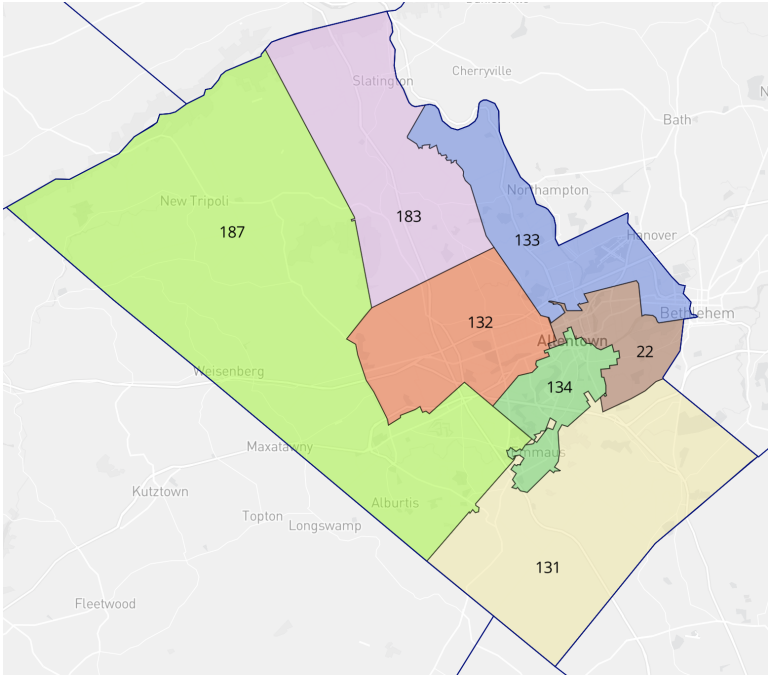 Slatington
Cherryville
Bath
New Tripoli
Northampton
183
187
133
Hanover
Bethlehem
132
Allentown
22
Weisenberg
134
Maxatawny
Emmaus
Kutztown
Alburtis
Topton
Longswamp
131
Fleetwood